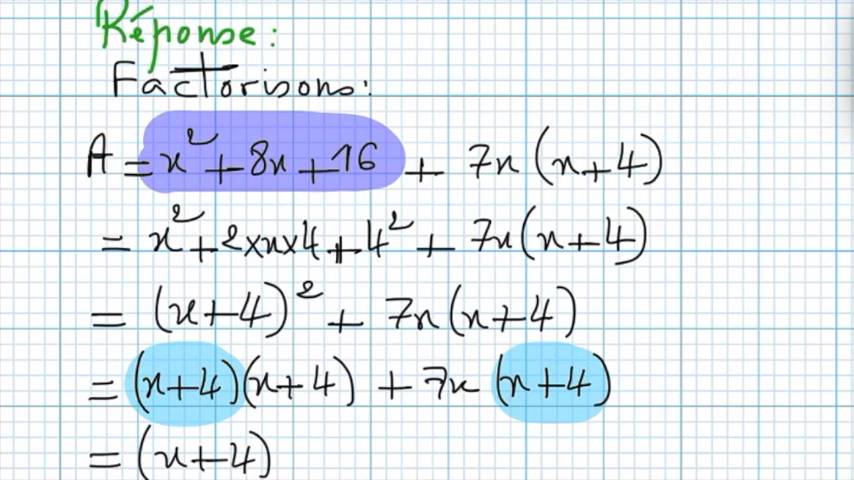 Réponse :
Factorisons :
A = x² + 8x + 16 + 7x (x+4)
= x² + 2×x×4 + 4² + 7x(x+4)
= (x+4)² + 7x(x+4)
= (x+4)(x+4) + 7x (x+4)
= (x+4)